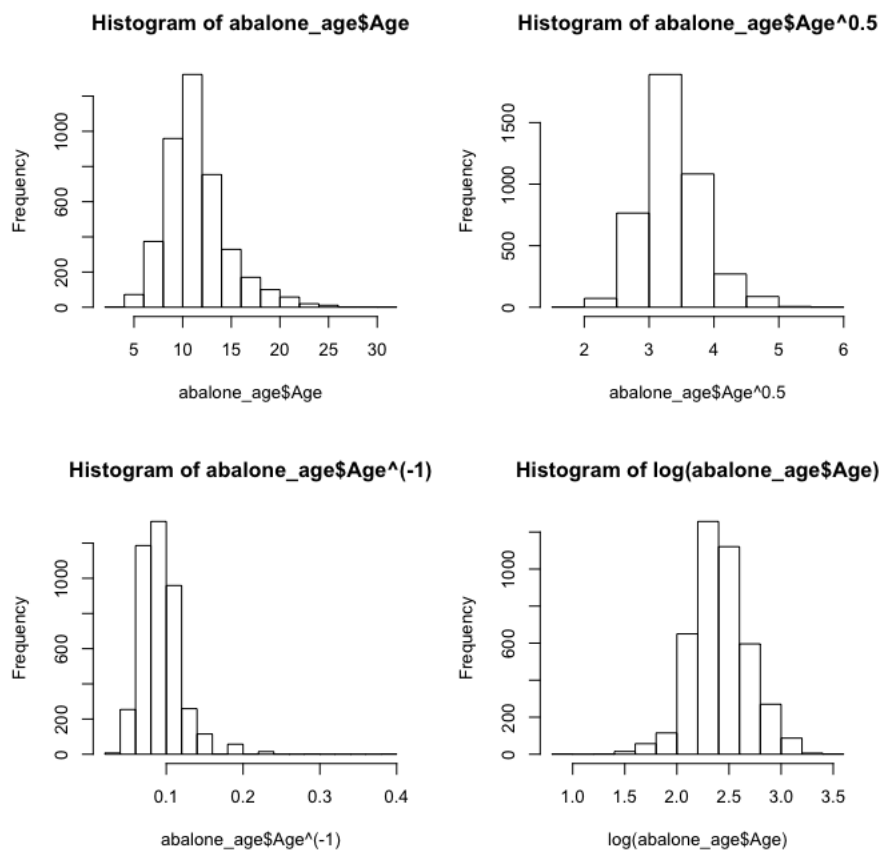 Histogram of abalone_age$Age
Frequency
0 200 600 1000
5 10 15 20 25 30
abalone_age$Age
Histogram of abalone_age$Age^0.5
Frequency
0 500 1000 1500
2 3 4 5 6
abalone_age$Age^0.5
Histogram of abalone_age$Age^(-1)
Frequency
0 200 600 1000
0.1 0.2 0.3 0.4
abalone_age$Age^(-1)
Histogram of log(abalone_age$Age)
Frequency
0 200 600 1000
1.0 1.5 2.0 2.5 3.0 3.5
log(abalone_age$Age)